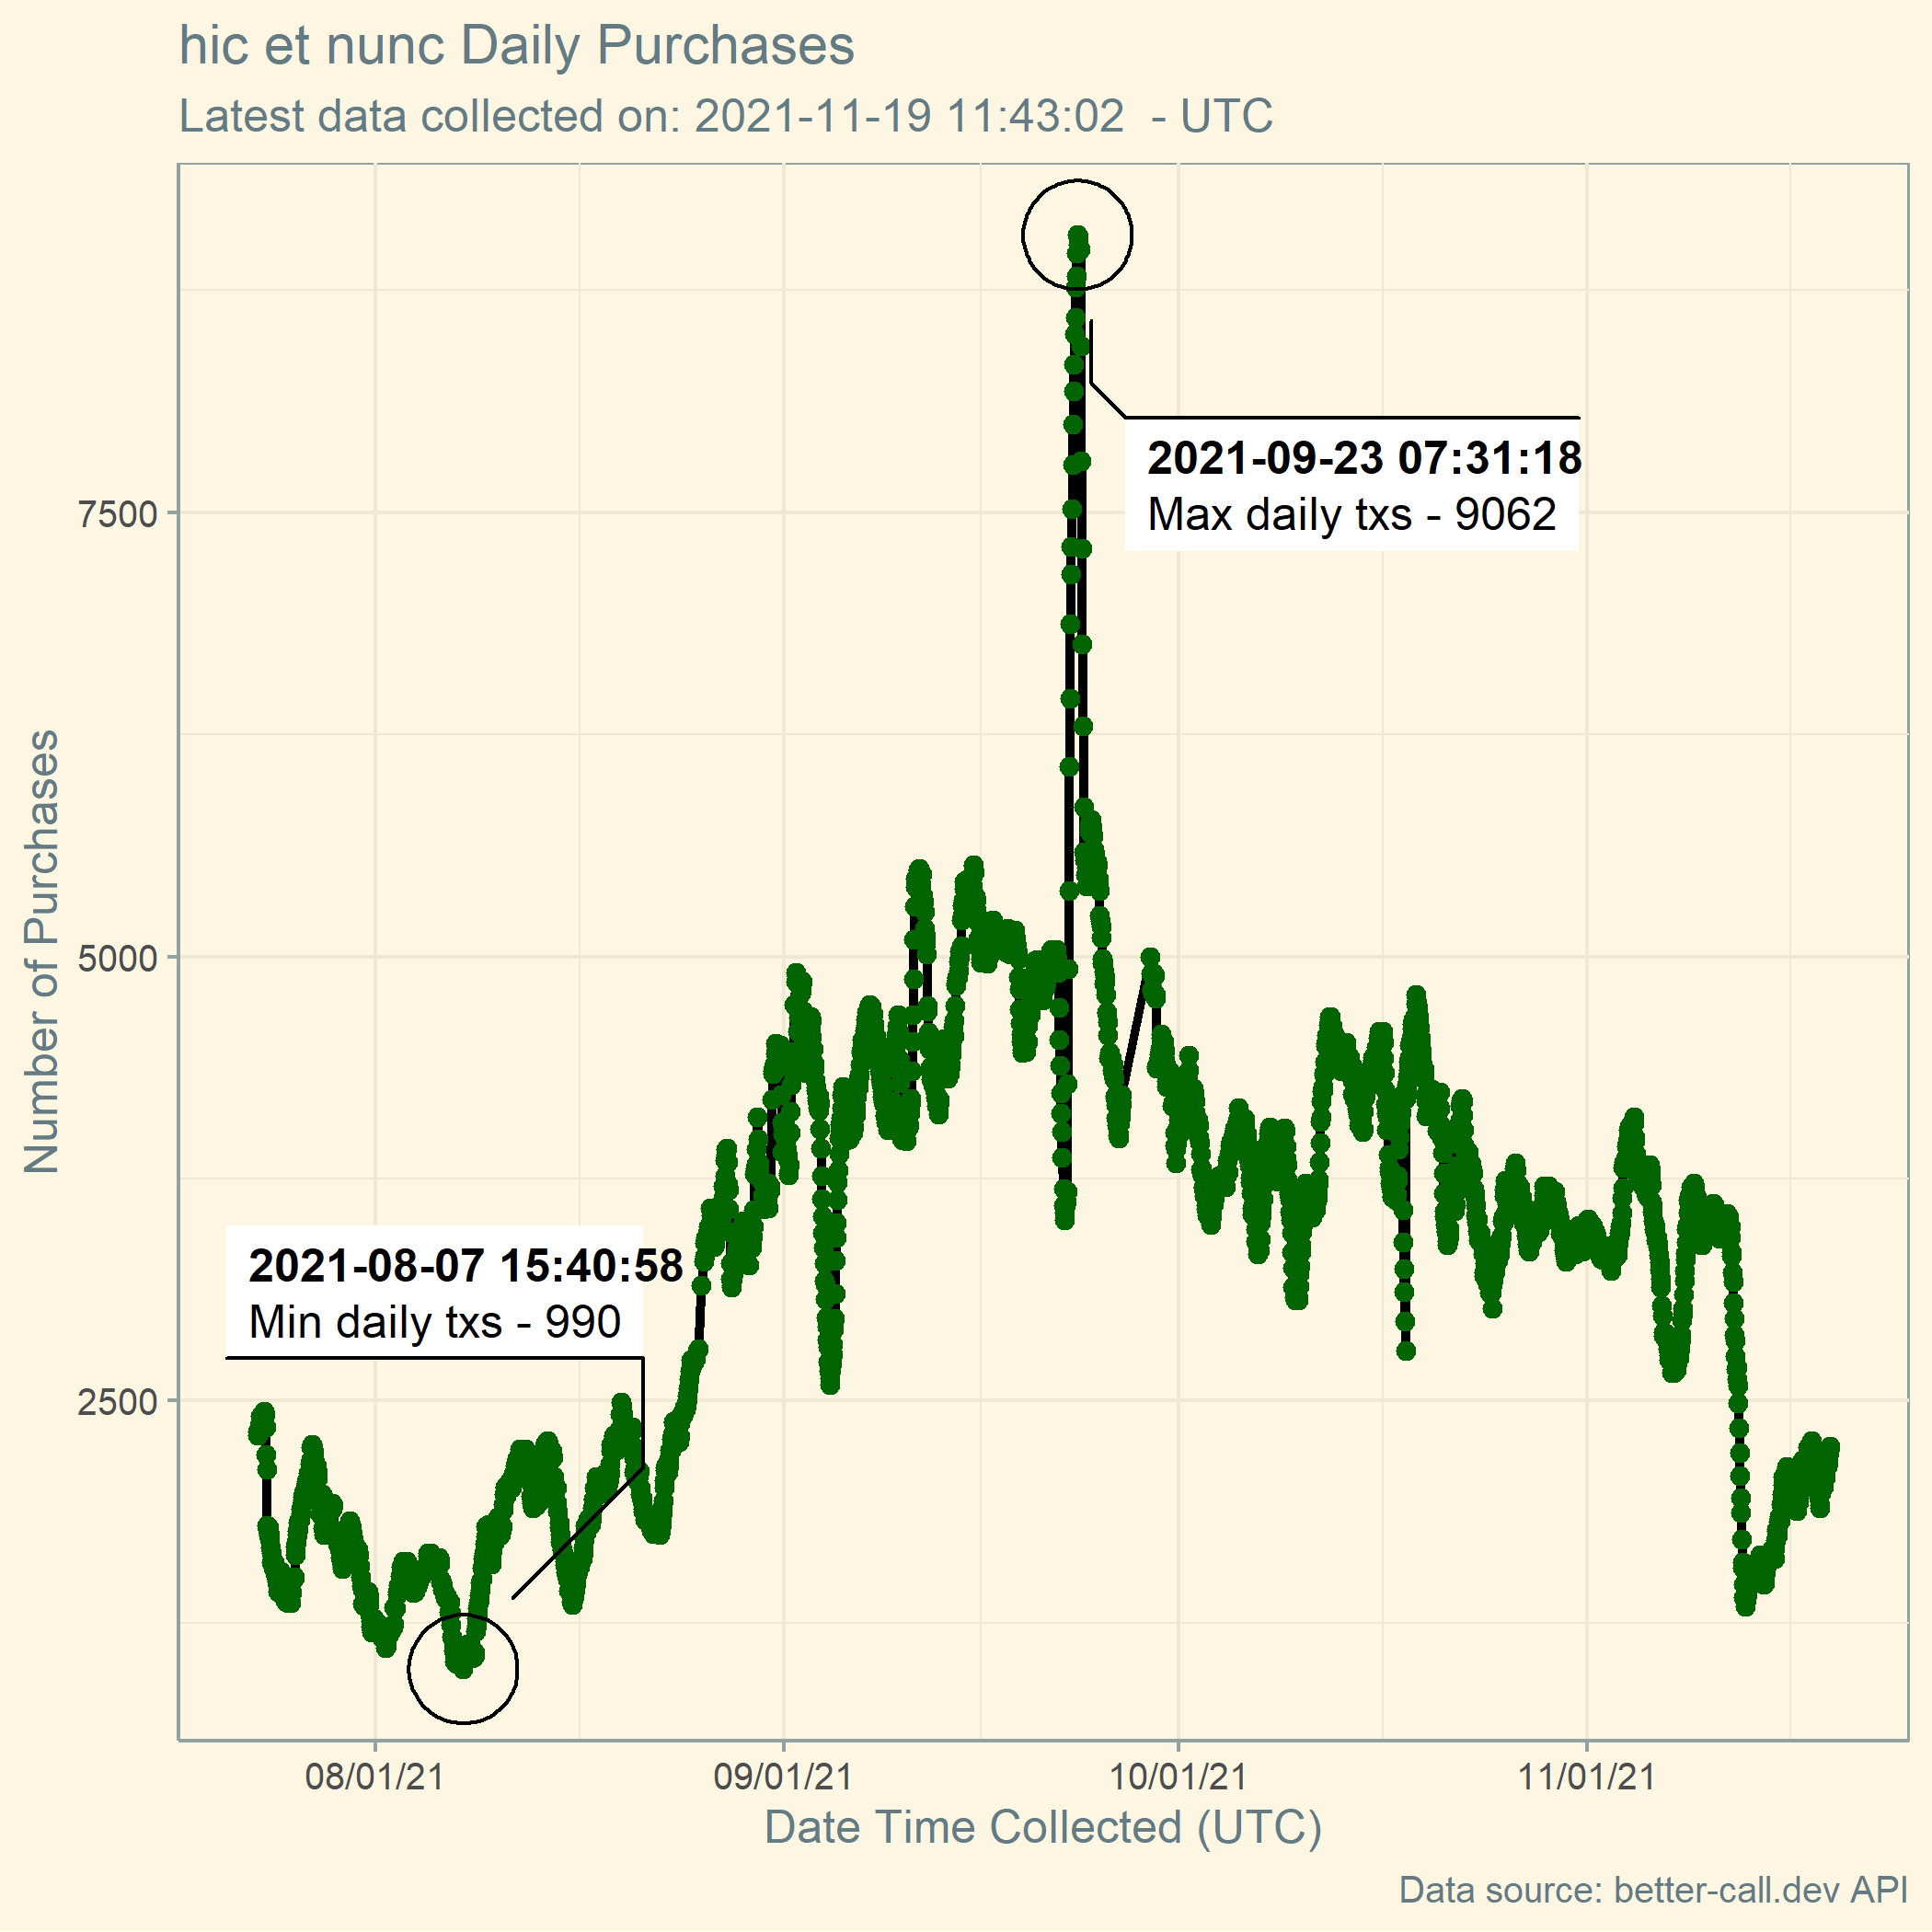 hic et nunc Daily Purchases
Latest data collected on: 2021-11-19 11:43:02  - UTC
2021-09-23 07:31:18
Max daily txs - 9062
7500
5000
2500
Number of Purchases
2021-08-07 15:40:58
Min daily txs - 990
08/01/21
09/01/21
10/01/21
11/01/21
Date Time Collected (UTC)
Data source: better-call.dev API